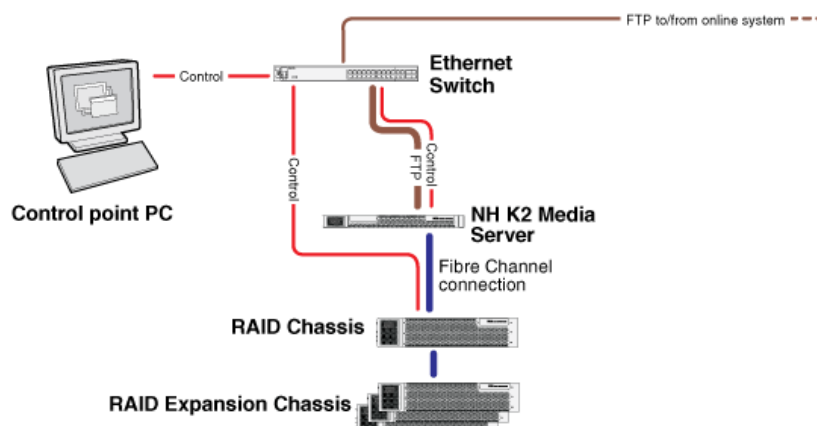 FTP to/from online system
Ethernet
Switch
Control
Control
FTP
Control
Control point PC
NH K2 Media
Server
Fibre Channel
connection
RAID Chassis
RAID Expansion Chassis